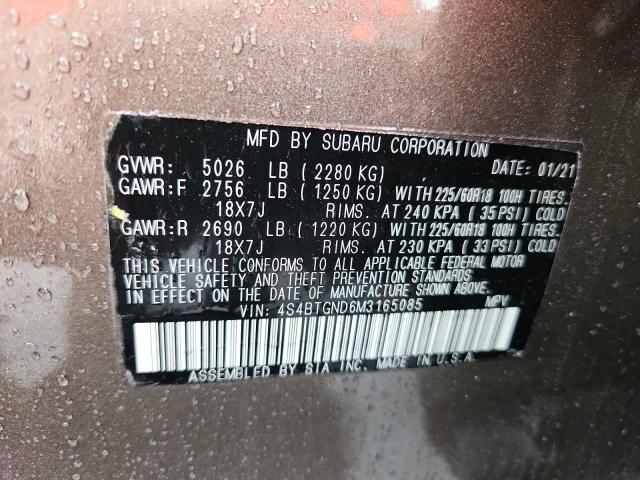 MFD BY SUBARU CORPORATION
GVWR: 5026 LB (2280 KG) DATE: 01/21
GAWR:F 2756 LB (1250 KG) WITH 225/60R18 100H TIRES.
18X7J RIMS. AT 240 KPA (35 PSI) COLD
GAWR:R 2690 LB (1220 KG) WITH 225/60R18 100H TIRES.
18X7J RIMS. AT 230 KPA (33 PSI) COLD
THIS VEHICLE CONFORMS TO ALL APPLICABLE FEDERAL MOTOR
VEHICLE SAFETY AND THEFT PREVENTION STANDARDS
IN EFFECT ON THE DATE OF MANUFACTURE SHOWN ABOVE.
VIN: 4S4BTGND6M3165085 MPV
ASSEMBLED BY SIA INC. MADE IN U.S.A